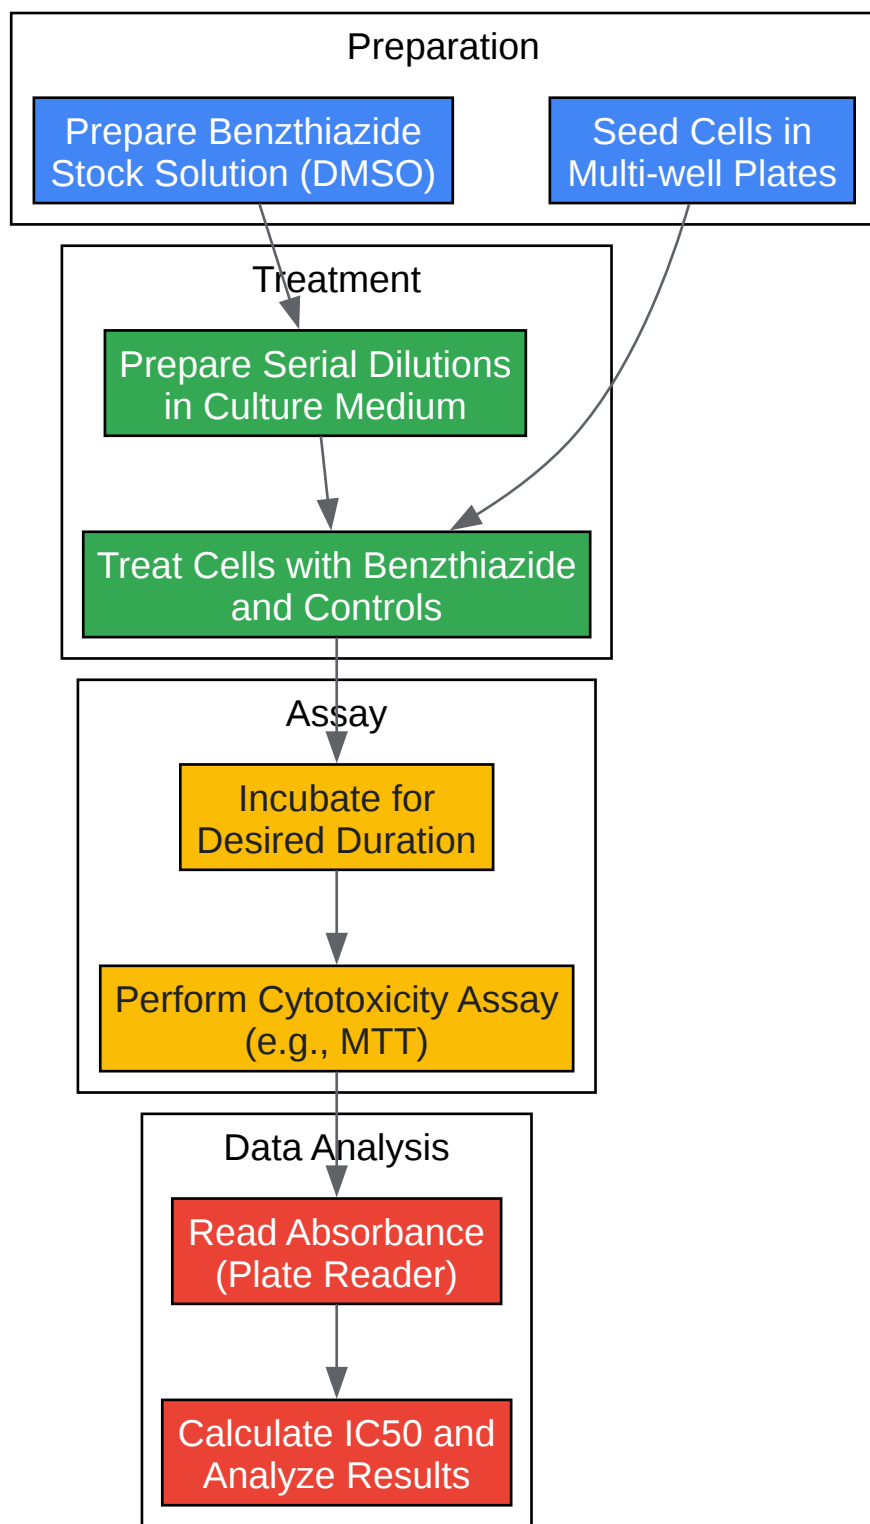 Preparation
Prepare Benzthiazide
Stock Solution (DMSO)
Seed Cells in
Multi-well Plates
Treatment
Prepare Serial Dilutions
in Culture Medium
Treat Cells with Benzthiazide
and Controls
Assay
Incubate for
Desired Duration
Perform Cytotoxicity Assay
(e.g., MTT)
Data Analysis
Read Absorbance
(Plate Reader)
Calculate IC50 and
Analyze Results